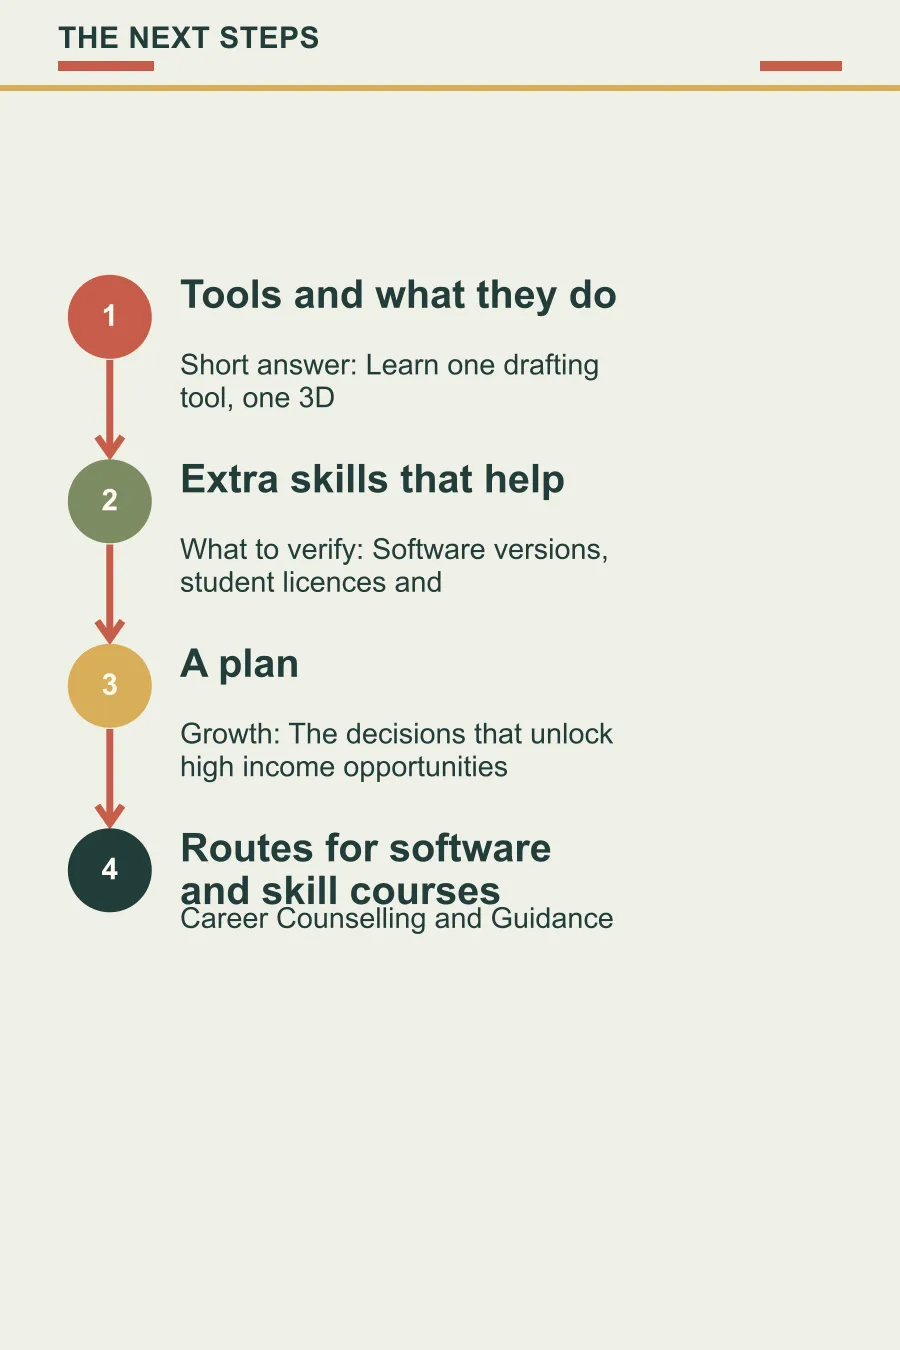 THE NEXT STEPS
1
Tools and what they do
Short answer: Learn one drafting
tool, one 3D
2
Extra skills that help
What to verify: Software versions,
student licences and
3
A plan
Growth: The decisions that unlock
high income opportunities
4
Routes for software
and skill courses
Career Counselling and Guidance